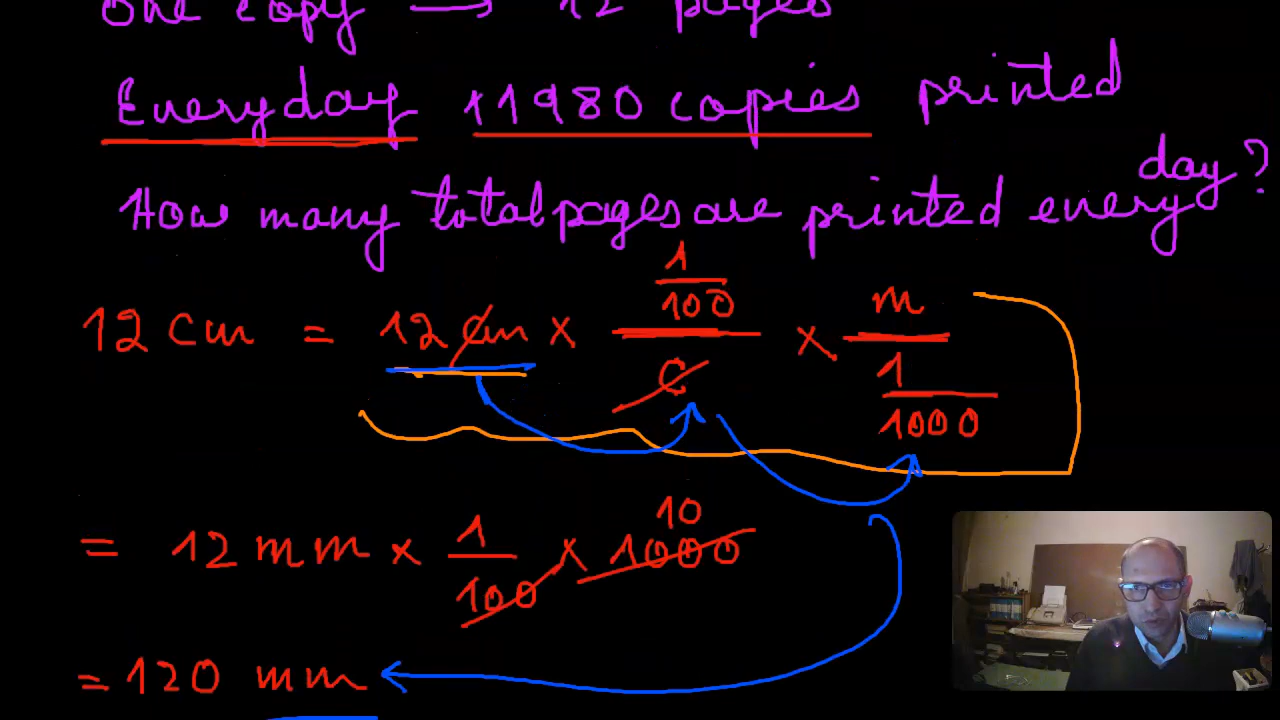 One copy → 12 pages
Everyday 11980 copies printed
How many total pages are printed every day?
12 cm = 12 cm × 1/100 / c × m / 1/1000
= 12 mm × 1/100 × 1000 10
= 120 mm